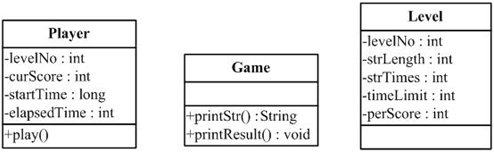 Player
-levelNo : int
-curScore : int
-startTime : long
-elapsedTime : int
+play()
Game
+printStr() : String
+printResult() : void
Level
-levelNo : int
-strLength : int
-strTimes : int
-timeLimit : int
-perScore : int